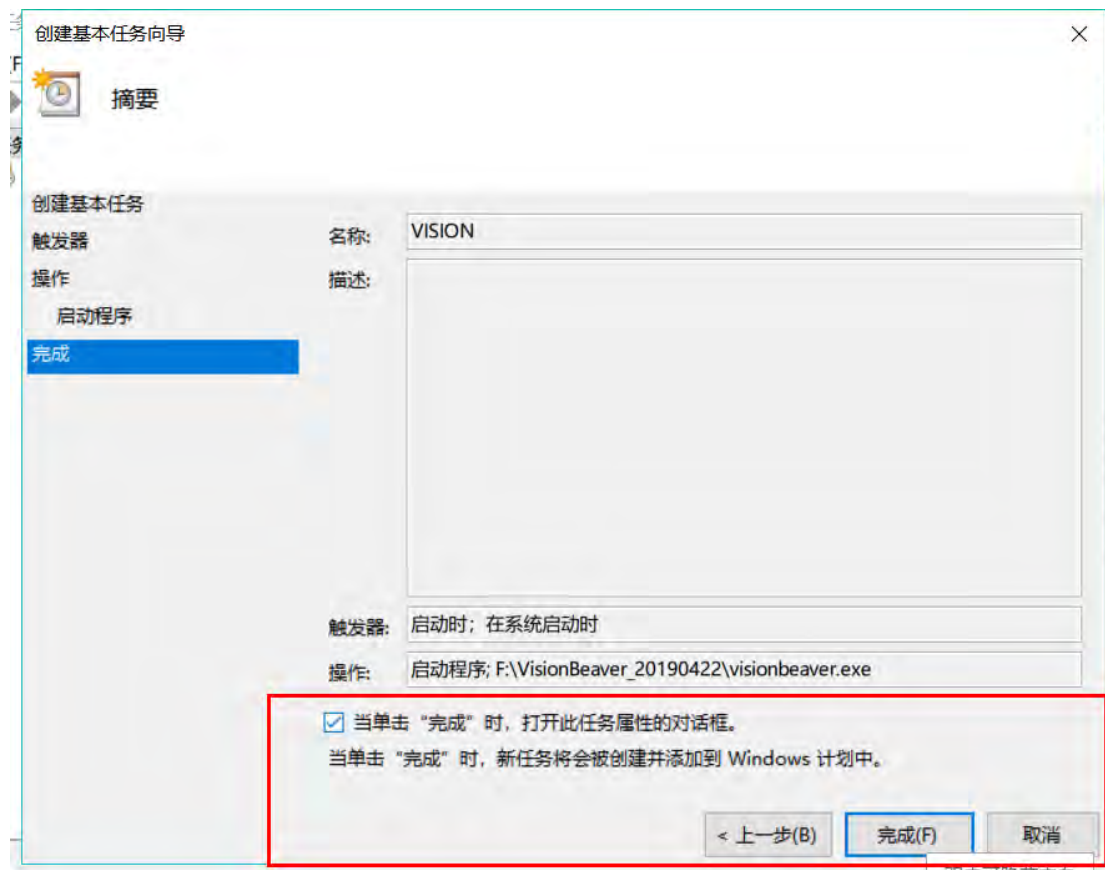 创建基本任务向导
摘要
创建基本任务
触发器
操作
启动程序
完成
名称: VISION
描述:
触发器: 启动时；在系统启动时
操作: 启动程序; F:\VisionBeaver_20190422\visionbeaver.exe
当单击“完成”时，打开此任务属性的对话框。
当单击“完成”时，新任务将会被创建并添加到 Windows 计划中。
< 上一步(B) 完成(F) 取消